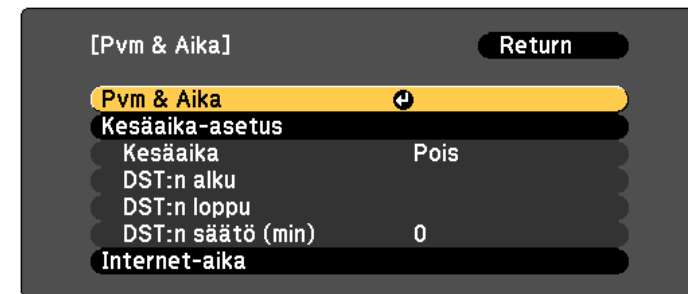 [Pvm & Aika] Return
Pvm & Aika
Kesäaika-asetus
Kesäaika Pois
DST:n alku
DST:n loppu
DST:n säätö (min) 0
Internet-aika